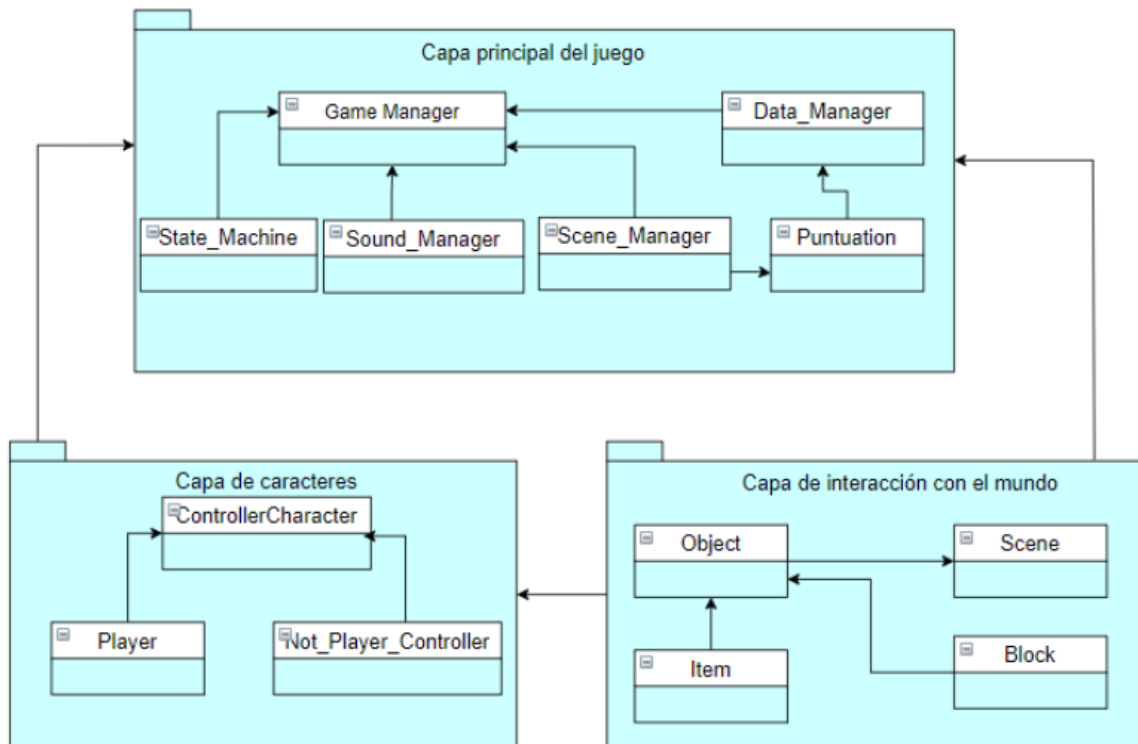 Capa principal del juego
Game Manager
Data_Manager
State_Machine
Sound_Manager
Scene_Manager
Puntuation
Capa de caracteres
ControllerCharacter
Player
Not_Player_Controller
Capa de interacción con el mundo
Object
Scene
Item
Block